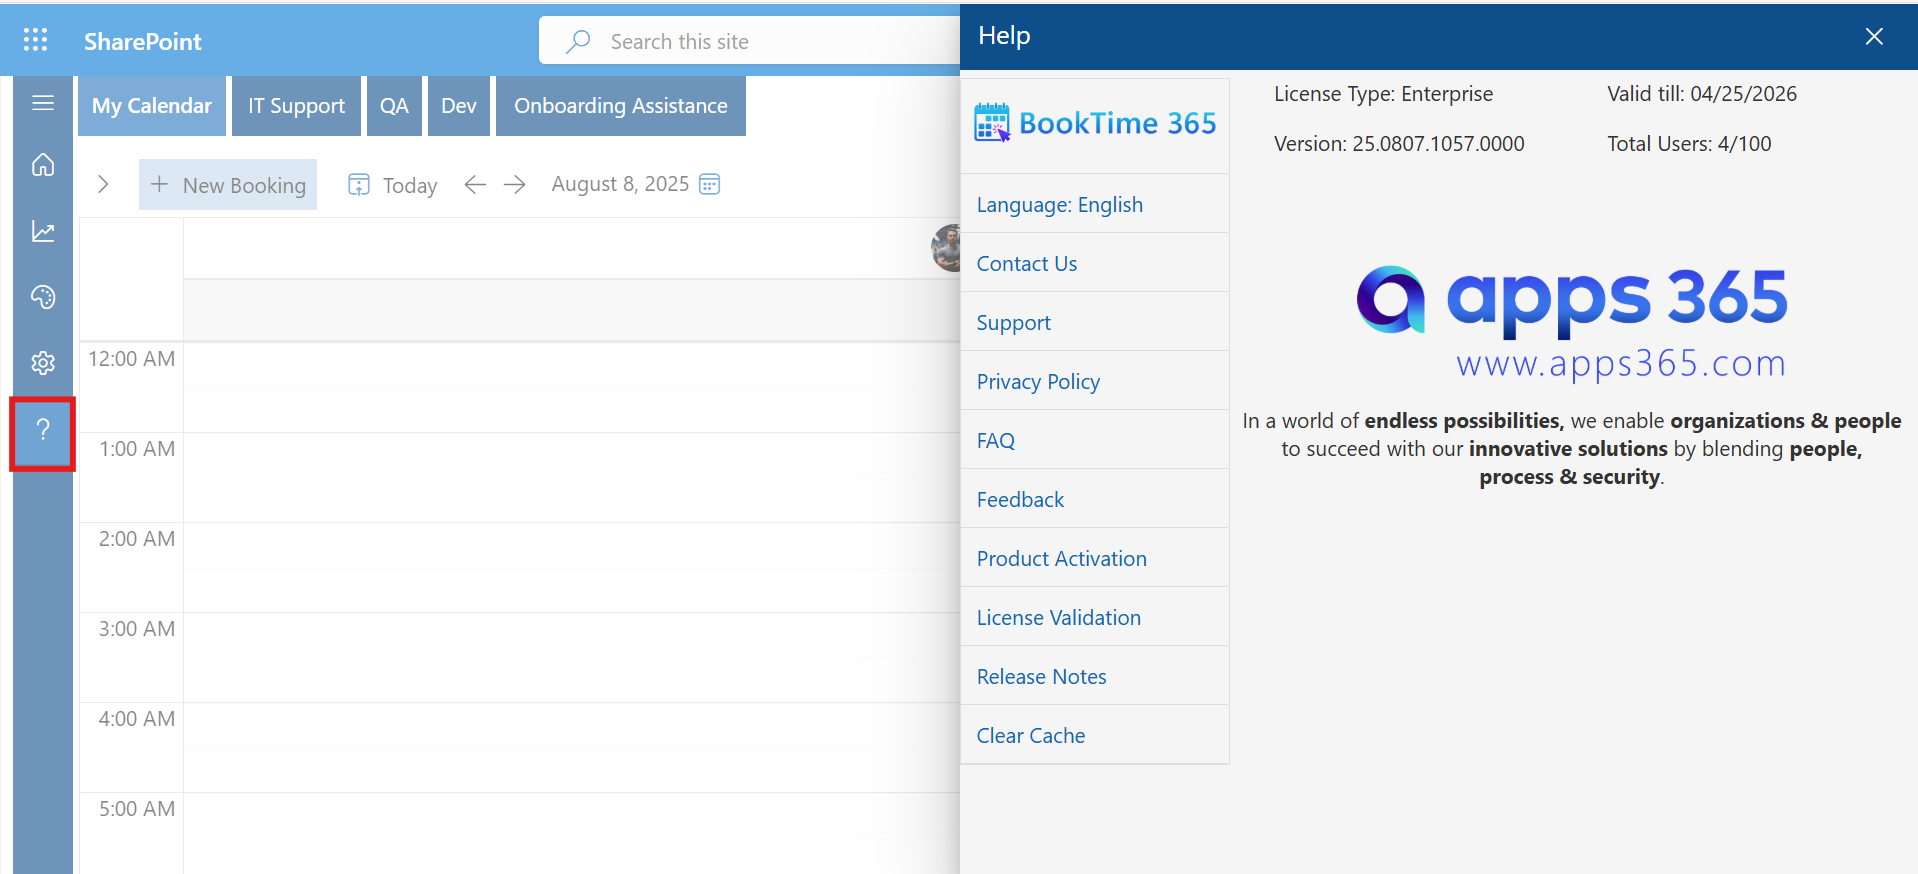 SharePoint
Search this site
Help
My Calendar
IT Support
QA
Dev
Onboarding Assistance
New Booking
Today
August 8, 2025
12:00 AM
1:00 AM
2:00 AM
3:00 AM
4:00 AM
5:00 AM
BookTime 365
Language: English
Contact Us
Support
Privacy Policy
FAQ
Feedback
Product Activation
License Validation
Release Notes
Clear Cache
License Type: Enterprise
Valid till: 04/25/2026
Version: 25.0807.1057.0000
Total Users: 4/100
apps 365
www.apps365.com
In a world of endless possibilities, we enable organizations & people
to succeed with our innovative solutions by blending people,
process & security.